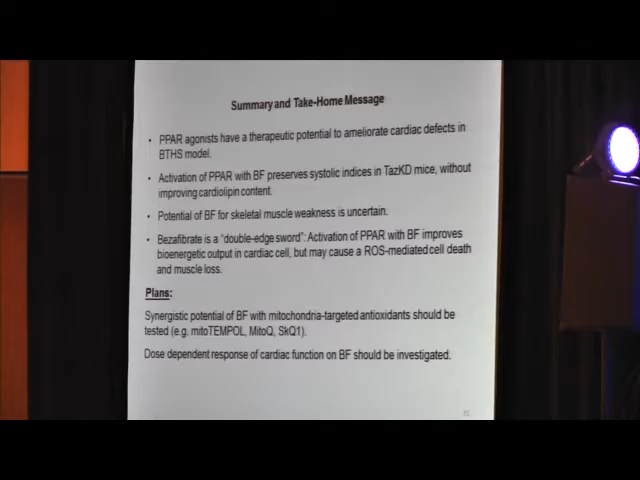 Summary and Take-Home Message
• PPAR agonists have a therapeutic potential to ameliorate cardiac defects in
BTHS model.
• Activation of PPAR with BF preserves systolic indices in TazKD mice, without
improving cardiolipin content.
• Potential of BF for skeletal muscle weakness is uncertain.
• Bezafibrate is a "double-edge sword": Activation of PPAR with BF improves
bioenergetic output in cardiac cell, but may cause a ROS-mediated cell death
and muscle loss.
Plans:
Synergistic potential of BF with mitochondria-targeted antioxidants should be
tested (e.g. mitoTEMPOL, MitoQ, SkQ1).
Dose dependent response of cardiac function on BF should be investigated.